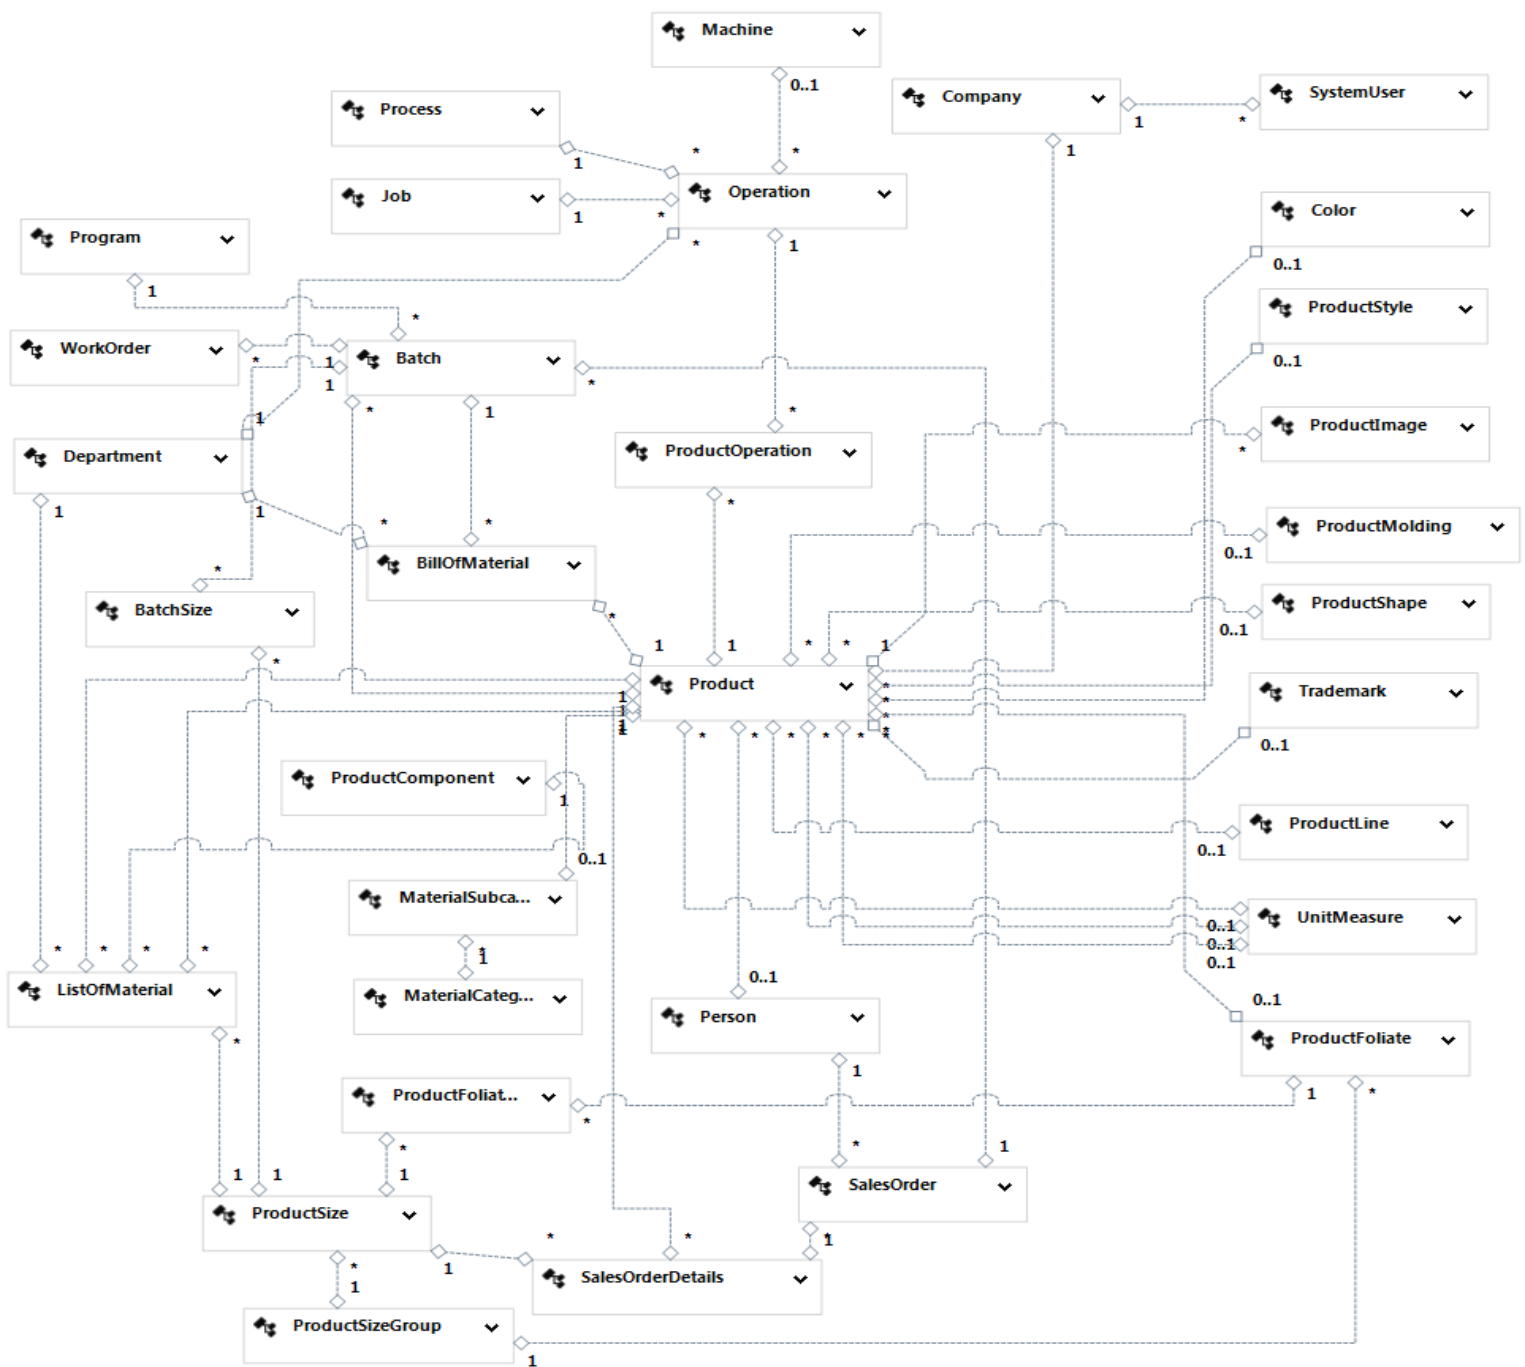 Machine
0..1
Company
1
*
SystemUser
Process
1
*
*
1
Job
1
*
Operation
*
1
Color
0..1
Program
1
*
ProductStyle
0..1
WorkOrder
*
1
1
Batch
*
*
1
1
Department
1
1
ProductOperation
*
*
ProductImage
*
*
*
BillOfMaterial
*
ProductMolding
0..1
*
BatchSize
*
ProductShape
0..1
1
1
*
*
1
Product
1
1
1
*
*
*
*
*
*
*
*
*
*
Trademark
0..1
ProductComponent
1
0..1
ProductLine
0..1
MaterialSubca...
*
1
MaterialCateg...
UnitMeasure
0..1
0..1
0..1
*
*
*
*
ListOfMaterial
*
0..1
Person
1
0..1
ProductFoliate
1
*
ProductFoliat...
*
*
1
1
1
*
1
ProductSize
*
1
1
SalesOrder
*
1
*
*
SalesOrderDetails
ProductSizeGroup
1